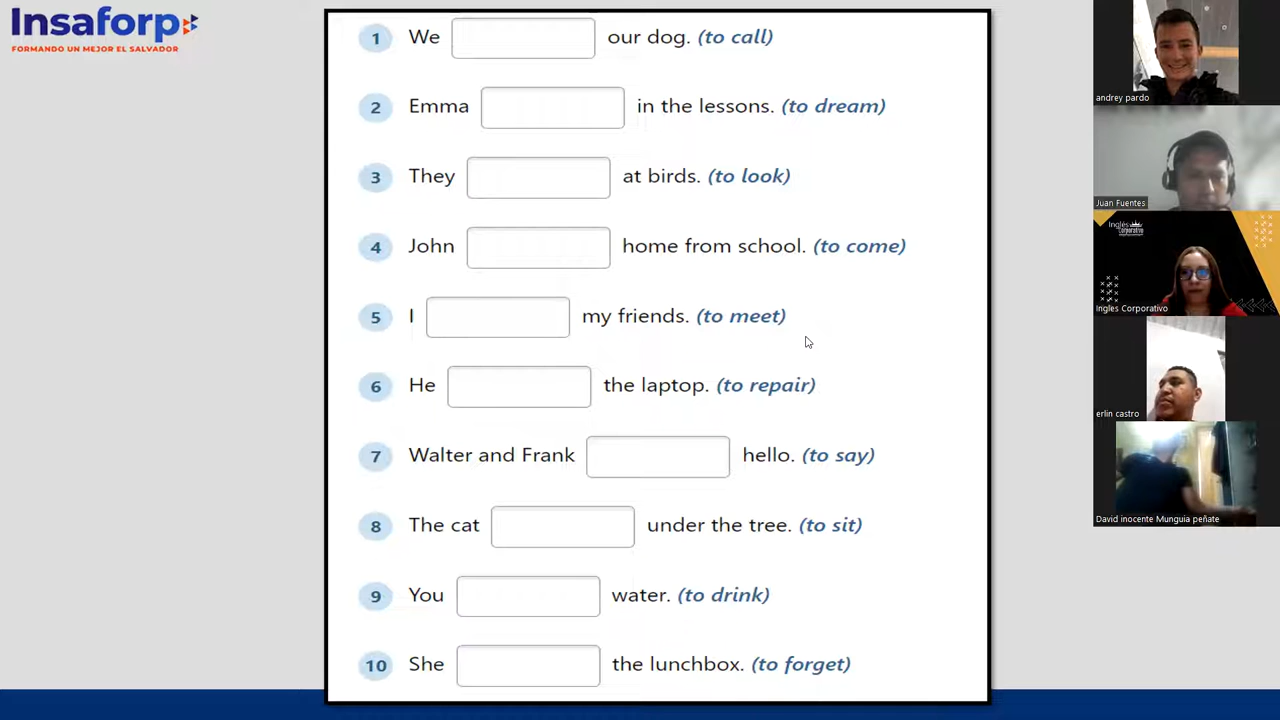 Insaforp
FORMANDO UN MEJOR EL SALVADOR
1 We our dog. (to call)
2 Emma in the lessons. (to dream)
3 They at birds. (to look)
4 John home from school. (to come)
5 I my friends. (to meet)
6 He the laptop. (to repair)
7 Walter and Frank hello. (to say)
8 The cat under the tree. (to sit)
9 You water. (to drink)
10 She the lunchbox. (to forget)
andrey pardo
Juan Fuentes
Inglés
Corporativo
Ingles Corporativo
erlin castro
David inocente Munguia peñate